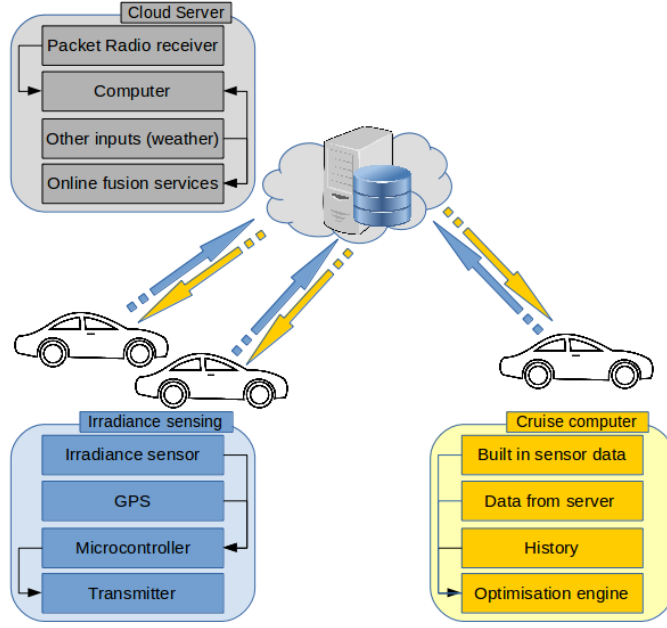 Cloud Server
Packet Radio receiver
Computer
Other inputs (weather)
Online fusion services
Irradiance sensing
Irradiance sensor
GPS
Microcontroller
Transmitter
Cruise computer
Built in sensor data
Data from server
History
Optimisation engine